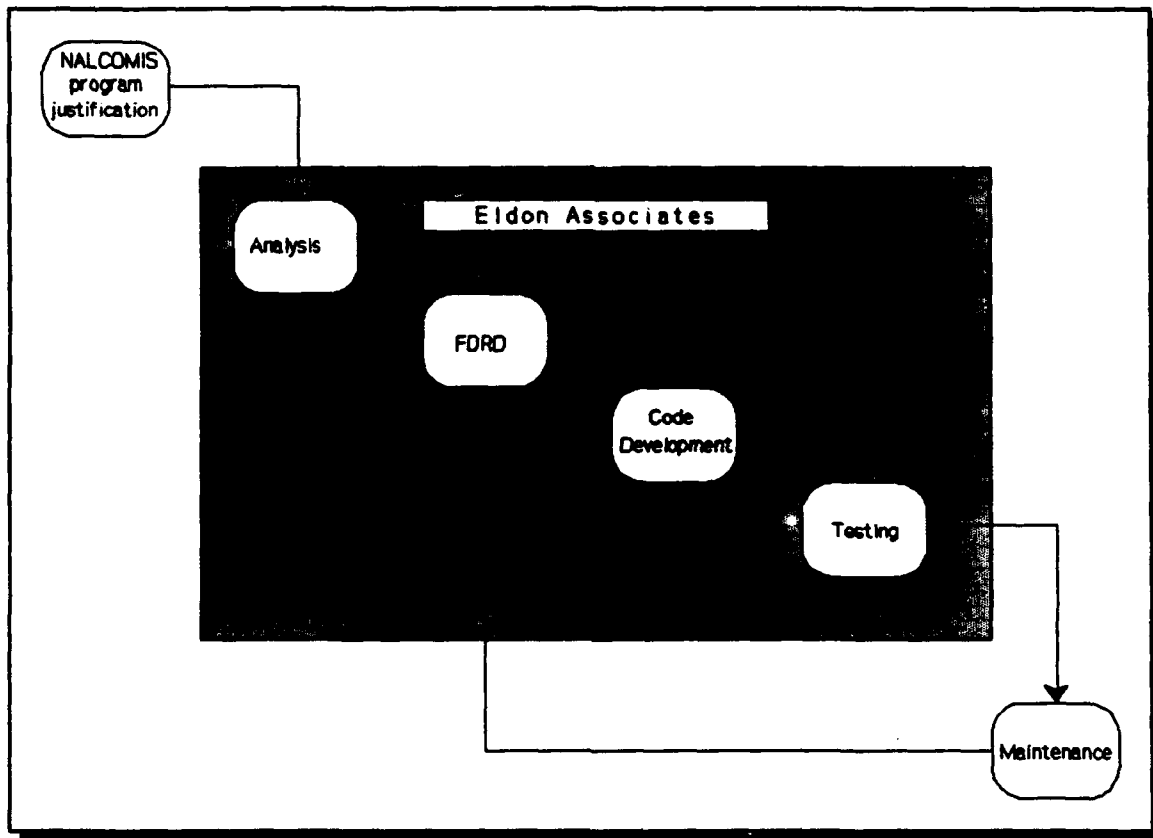 NALCOMIS
program
justification
Eldon Associates
Analysis
FDRD
Code
Development
Testing
Maintenance